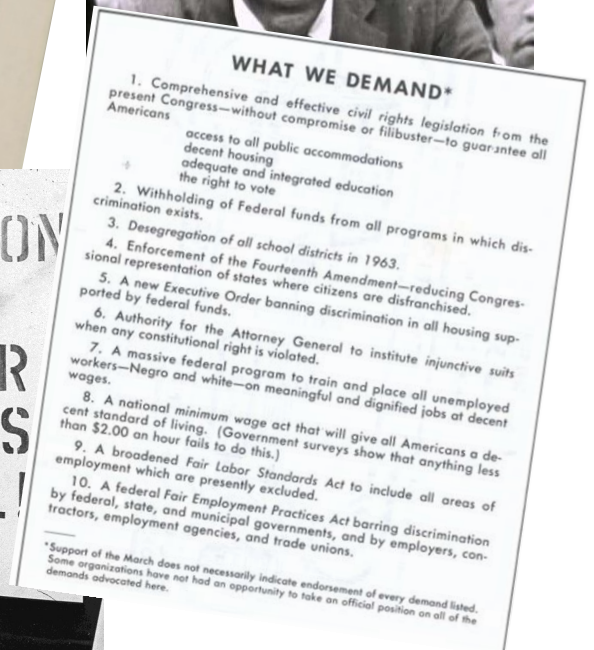 WHAT WE DEMAND*
1. Comprehensive and effective civil rights legislation from the
present Congress—without compromise or filibuster—to guarantee all
Americans
access to all public accommodations
decent housing
adequate and integrated education
the right to vote
2. Withholding of Federal funds from all programs in which dis-
crimination exists.
3. Desegregation of all school districts in 1963.
4. Enforcement of the Fourteenth Amendment—reducing Congres-
sional representation of states where citizens are disfranchised.
5. A new Executive Order banning discrimination in all housing sup-
ported by federal funds.
6. Authority for the Attorney General to institute injunctive suits
when any constitutional right is violated.
7. A massive federal program to train and place all unemployed
workers—Negro and white—on meaningful and dignified jobs at decent
wages.
8. A national minimum wage act that will give all Americans a de-
cent standard of living. (Government surveys show that anything less
than $2.00 an hour fails to do this.)
9. A broadened Fair Labor Standards Act to include all areas of
employment which are presently excluded.
10. A federal Fair Employment Practices Act barring discrimination
by federal, state, and municipal governments, and by employers, con-
tractors, employment agencies, and trade unions.
*Support of the March does not necessarily indicate endorsement of every demand listed.
Some organizations have not had an opportunity to take an official position on all of the
demands advocated here.
ON
R
S